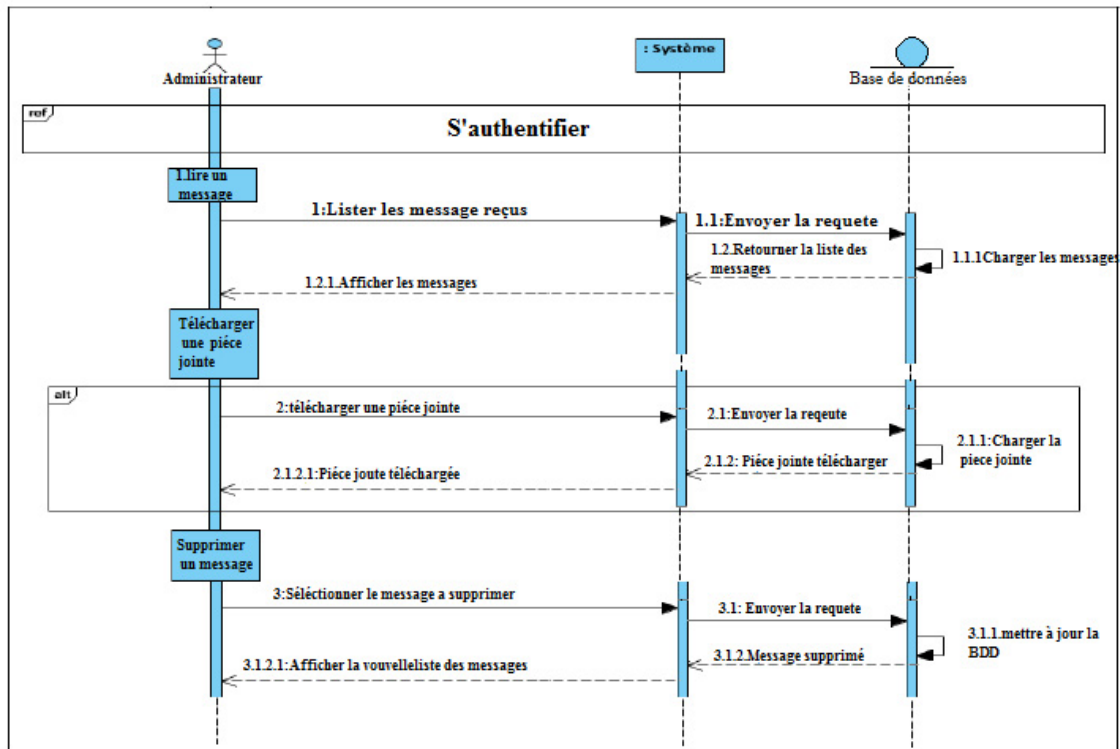 : Système
Administrateur
Base de données
ref
S'authentifier
1.lire un
message
1:Lister les message reçus
1.1:Envoyer la requete
1.2.Retourner la liste des
messages
1.1.1Charger les messages
1.2.1.Afficher les messages
Télécharger
une piéce
jointe
alt
2:télécharger une piéce jointe
2.1:Envoyer la reqeute
2.1.1:Charger la
piece jointe
2.1.2: Piéce jointe télécharger
2.1.2.1:Piéce joute téléchargée
Supprimer
un message
3:Séléctionner le message a supprimer
3.1: Envoyer la requete
3.1.1.mettre à jour la
BDD
3.1.2.Message supprimé
3.1.2.1:Afficher la vouvelleliste des messages